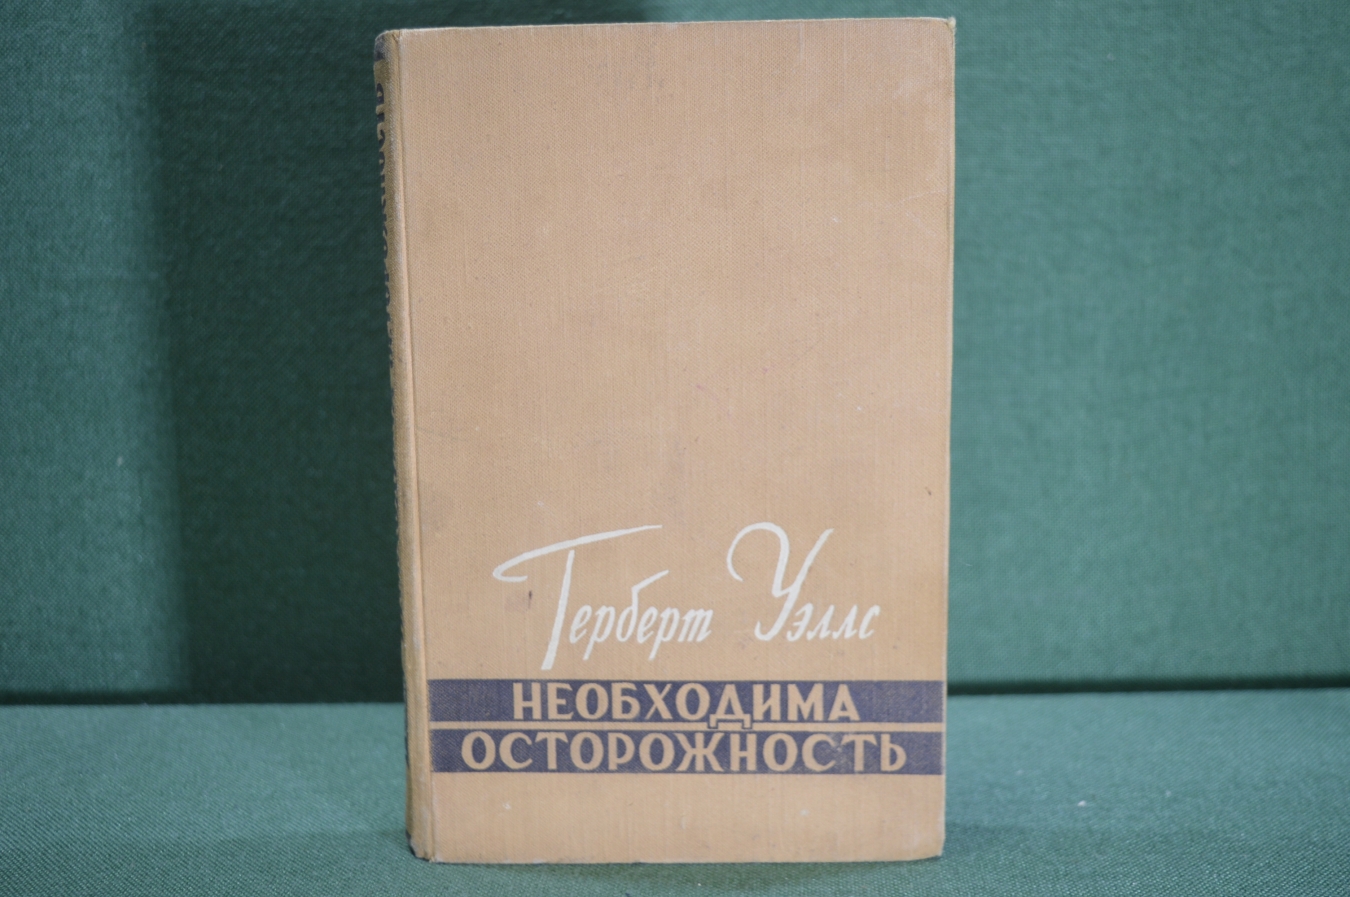 Герберт Уэллс
НЕОБХОДИМА
ОСТОРОЖНОСТЬ